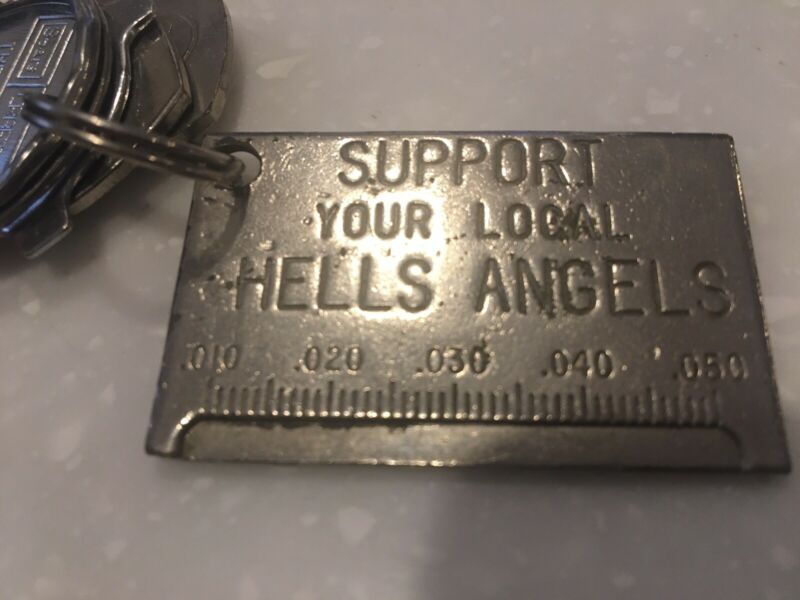 SUPPORT
YOUR LOCAL
HELLS ANGELS
.010 .020 .030 .040 .050